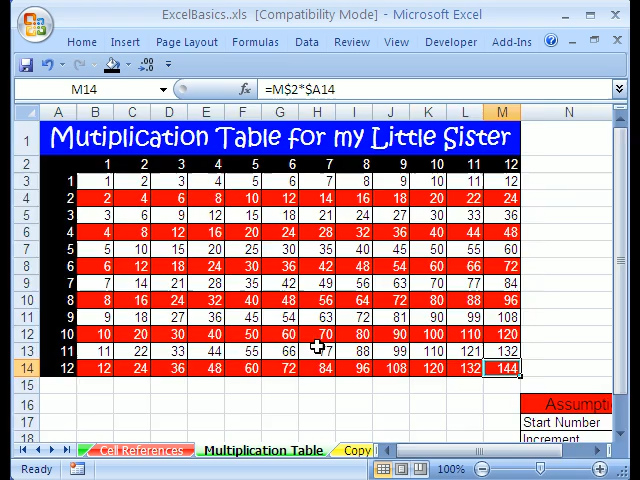 ExcelBasics..xls [Compatibility Mode] - Microsoft Excel
Home Insert Page Layout Formulas Data Review View Developer Add-Ins
M14 fx =M$2*$A14
A B C D E F G H I J K L M N
1 Mutiplication Table for my Little Sister
2 1 2 3 4 5 6 7 8 9 10 11 12
3 1 1 2 3 4 5 6 7 8 9 10 11 12
4 2 2 4 6 8 10 12 14 16 18 20 22 24
5 3 3 6 9 12 15 18 21 24 27 30 33 36
6 4 4 8 12 16 20 24 28 32 36 40 44 48
7 5 5 10 15 20 25 30 35 40 45 50 55 60
8 6 6 12 18 24 30 36 42 48 54 60 66 72
9 7 7 14 21 28 35 42 49 56 63 70 77 84
10 8 8 16 24 32 40 48 56 64 72 80 88 96
11 9 9 18 27 36 45 54 63 72 81 90 99 108
12 10 10 20 30 40 50 60 70 80 90 100 110 120
13 11 11 22 33 44 55 66 77 88 99 110 121 132
14 12 12 24 36 48 60 72 84 96 108 120 132 144
15
16 Assumpti
17 Start Number
18 Increment
Cell References Multiplication Table Copy
Ready 100%